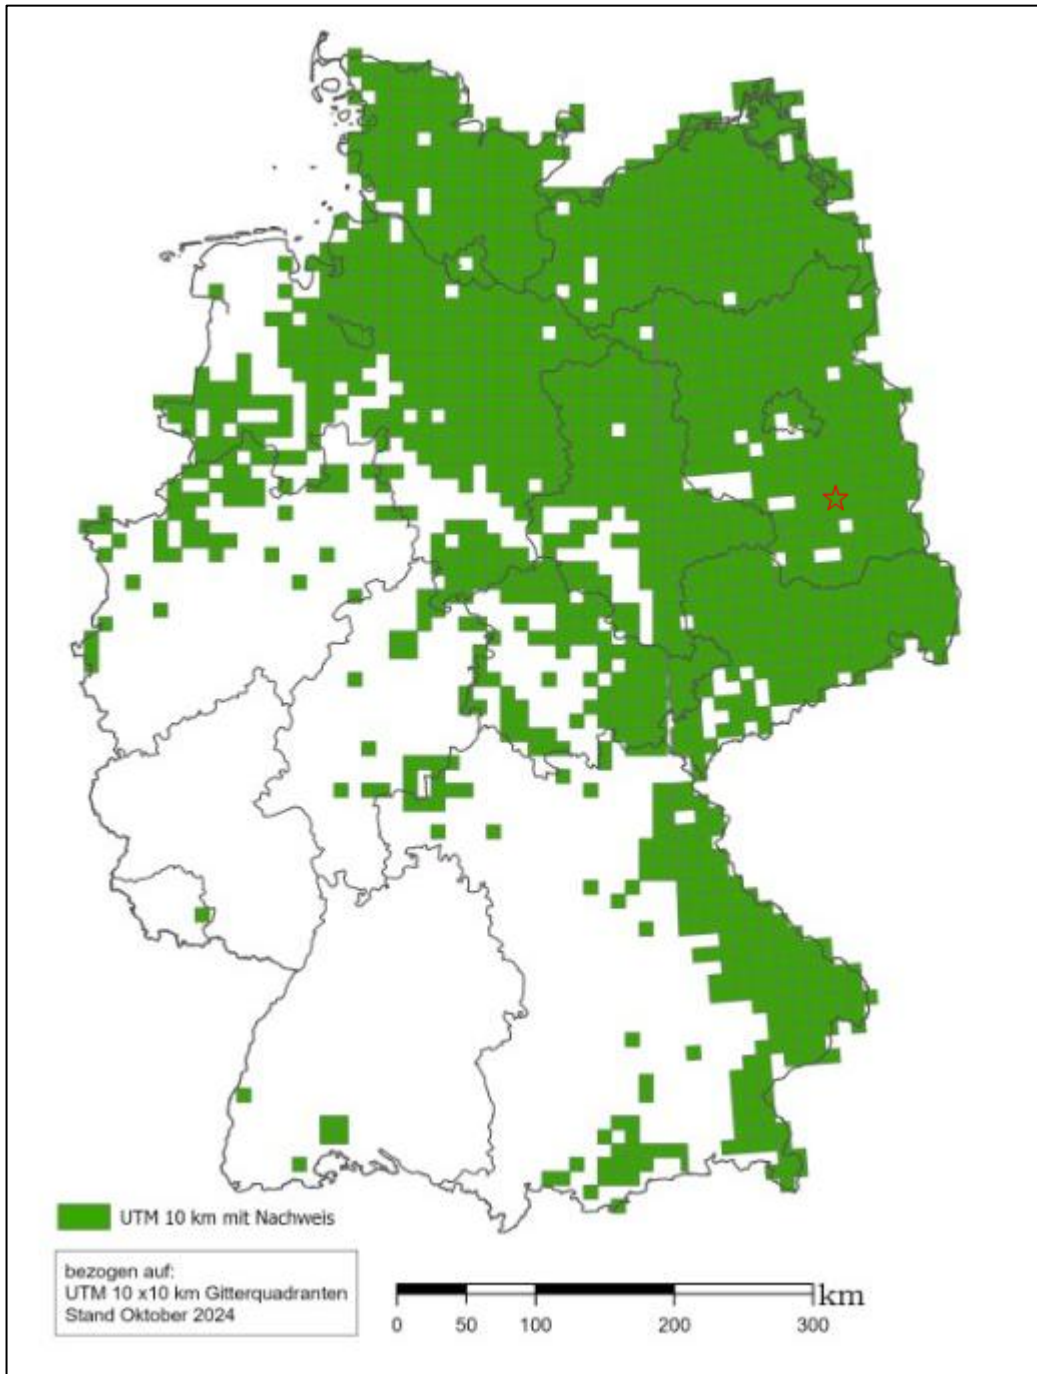 UTM 10 km mit Nachweis
bezogen auf:
UTM 10 x10 km Gitterquadranten
Stand Oktober 2024
km
0 50 100 200 300